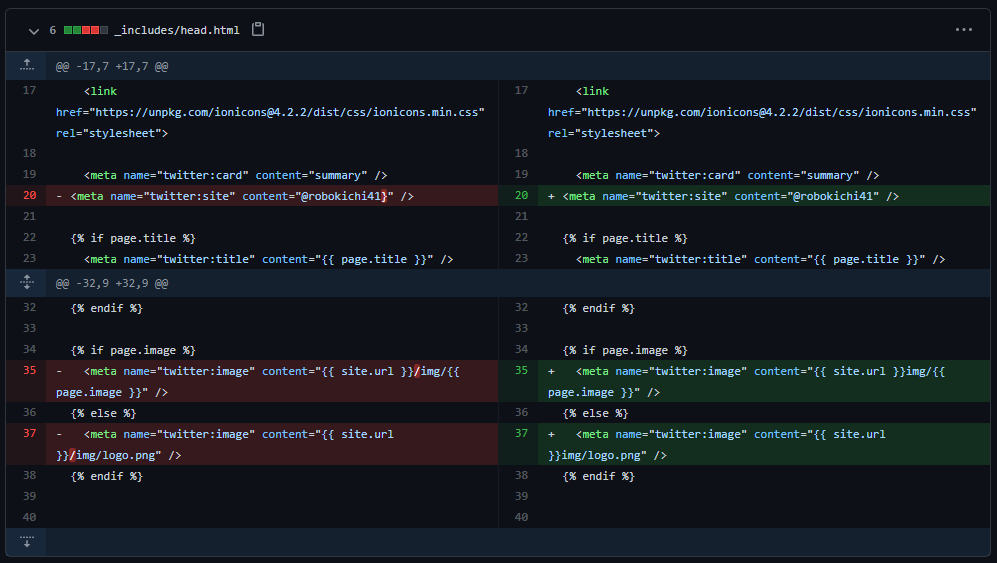 6 _includes/head.html
@@ -17,7 +17,7 @@
17 <link
href="https://unpkg.com/ionicons@4.2.2/dist/css/ionicons.min.css"
rel="stylesheet">
18
19 <meta name="twitter:card" content="summary" />
20 - <meta name="twitter:site" content="@robokichi41}" />
21
22 {% if page.title %}
23 <meta name="twitter:title" content="{{ page.title }}" />
17 <link
href="https://unpkg.com/ionicons@4.2.2/dist/css/ionicons.min.css"
rel="stylesheet">
18
19 <meta name="twitter:card" content="summary" />
20 + <meta name="twitter:site" content="@robokichi41" />
21
22 {% if page.title %}
23 <meta name="twitter:title" content="{{ page.title }}" />
@@ -32,9 +32,9 @@
32 {% endif %}
33
34 {% if page.image %}
35 - <meta name="twitter:image" content="{{ site.url }}/img/{{
page.image }}" />
36 {% else %}
37 - <meta name="twitter:image" content="{{ site.url
}}/img/logo.png" />
38 {% endif %}
39
40
32 {% endif %}
33
34 {% if page.image %}
35 + <meta name="twitter:image" content="{{ site.url }}img/{{
page.image }}" />
36 {% else %}
37 + <meta name="twitter:image" content="{{ site.url
}}img/logo.png" />
38 {% endif %}
39
40